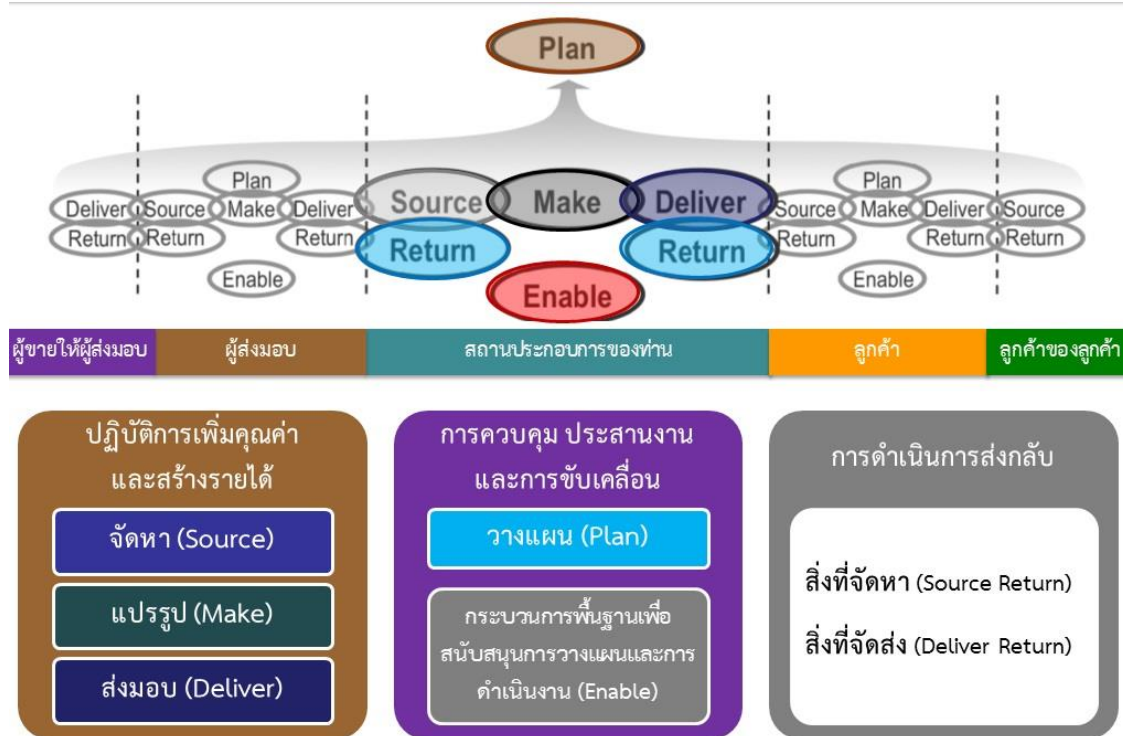 Plan
Plan
Plan
Deliver Source Make Deliver Source Make Deliver Source Make Deliver Source
Return Return Return Return Return Return Return Return
Enable Enable Enable
ผู้ขายให้ผู้ส่งมอบ ผู้ส่งมอบ สถานประกอบการของท่าน ลูกค้า ลูกค้าของลูกค้า
ปฏิบัติการเพิ่มคุณค่า
และสร้างรายได้
จัดหา (Source)
แปรรูป (Make)
ส่งมอบ (Deliver)
การควบคุม ประสานงาน
และการขับเคลื่อน
วางแผน (Plan)
กระบวนการพื้นฐานเพื่อ
สนับสนุนการวางแผนและการ
ดำเนินงาน (Enable)
การดำเนินการส่งกลับ
สิ่งที่จัดหา (Source Return)
สิ่งที่จัดส่ง (Deliver Return)